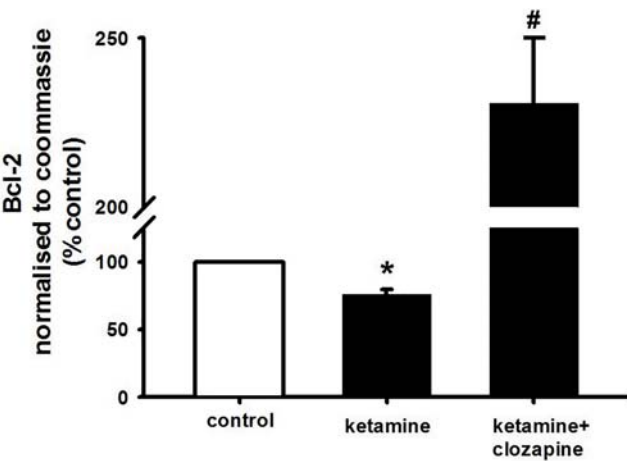 Bcl-2
normalised to coommassie
(% control)
250
200
100
50
0
*
#
control
ketamine
ketamine+
clozapine